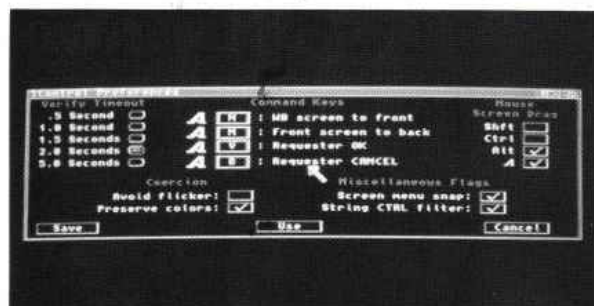 IControl Preferences
Verify Timeout
Command Keys
Mouse Screen Drag
.5 Second
1.0 Second
1.5 Seconds
2.0 Seconds
5.0 Seconds
A N : WB screen to front
A M : Front screen to back
A V : Requester OK
A B : Requester CANCEL
Shft
Ctrl
Alt
A
Coercion
Avoid flicker:
Preserve colors:
Miscellaneous Flags
Screen menu snap:
String CTRL filter:
Save
Use
Cancel